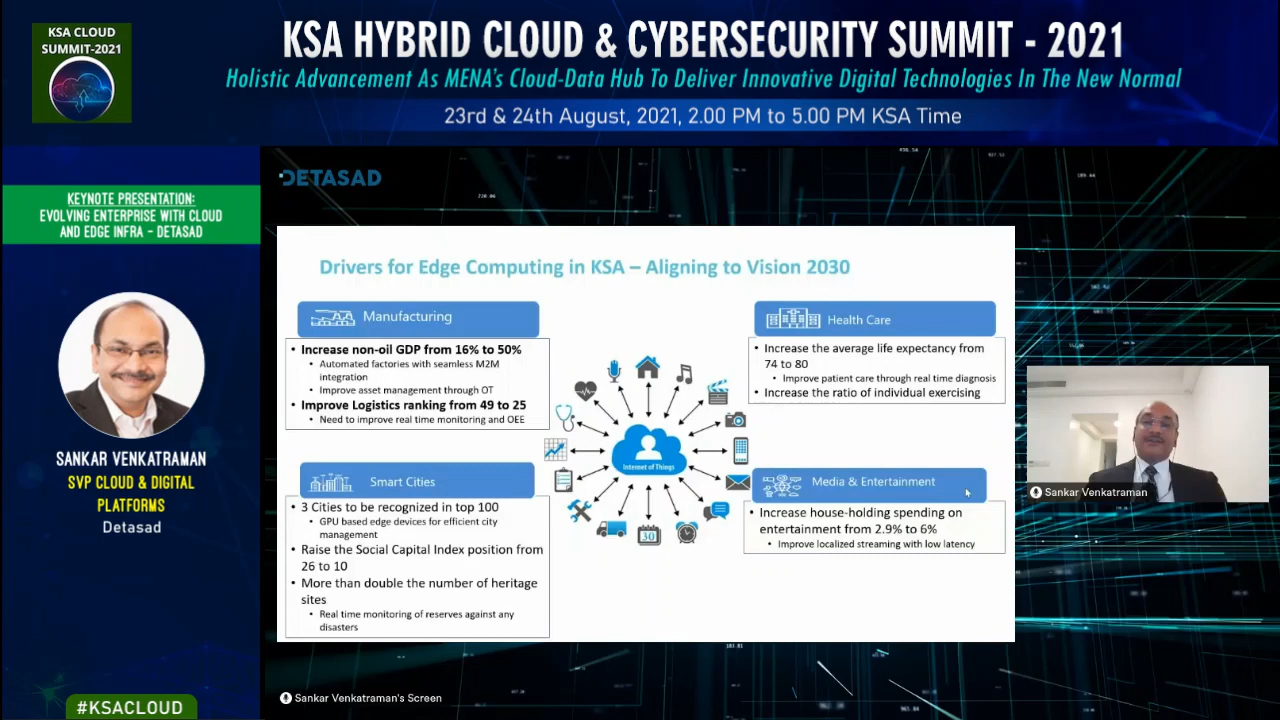 KSA CLOUD
SUMMIT-2021
KSA HYBRID CLOUD & CYBERSECURITY SUMMIT - 2021
Holistic Advancement As MENA's Cloud-Data Hub To Deliver Innovative Digital Technologies In The New Normal
23rd & 24th August, 2021, 2.00 PM to 5.00 PM KSA Time
KEYNOTE PRESENTATION:
EVOLVING ENTERPRISE WITH CLOUD
AND EDGE INFRA - DETASAD
SANKAR VENKATRAMAN
SVP CLOUD & DIGITAL
PLATFORMS
Detasad
#KSACLOUD
DETASAD
Drivers for Edge Computing in KSA – Aligning to Vision 2030
Manufacturing
• Increase non-oil GDP from 16% to 50%
• Automated factories with seamless M2M
integration
• Improve asset management through OT
• Improve Logistics ranking from 49 to 25
• Need to improve real time monitoring and OEE
Smart Cities
• 3 Cities to be recognized in top 100
• GPU based edge devices for efficient city
management
• Raise the Social Capital Index position from
26 to 10
• More than double the number of heritage
sites
• Real time monitoring of reserves against any
disasters
Internet of Things
30
Health Care
• Increase the average life expectancy from
74 to 80
• Improve patient care through real time diagnosis
• Increase the ratio of individual exercising
Media & Entertainment
• Increase house-holding spending on
entertainment from 2.9% to 6%
• Improve localized streaming with low latency
Sankar Venkatraman
Sankar Venkatraman's Screen